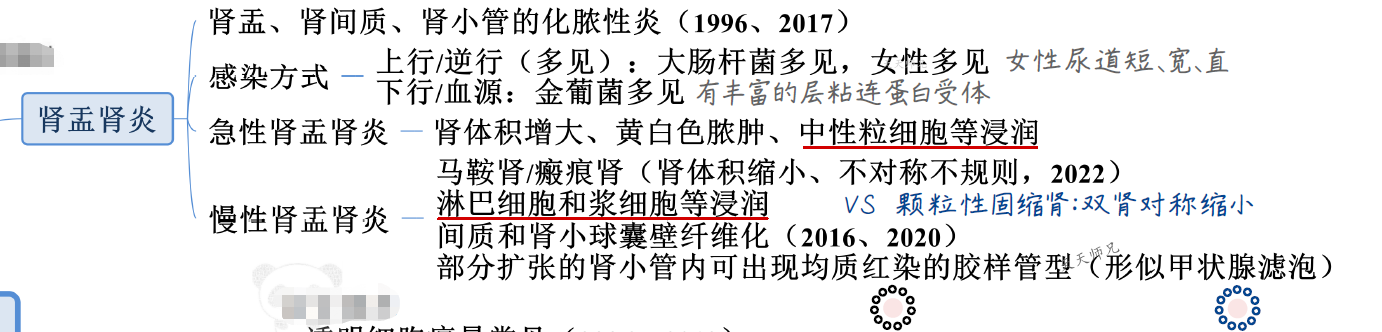 肾盂、肾间质、肾小管的化脓性炎（1996、2017）
感染方式
上行/逆行（多见）：大肠杆菌多见，女性多见 女性尿道短、宽、直
下行/血源：金葡菌多见 有丰富的层粘连蛋白受体
肾盂肾炎
急性肾盂肾炎 肾体积增大、黄白色脓肿、中性粒细胞等浸润
马鞍肾/瘢痕肾（肾体积缩小、不对称不规则，2022）
慢性肾盂肾炎
淋巴细胞和浆细胞等浸润 VS 颗粒性固缩肾：双肾对称缩小
间质和肾小球囊壁纤维化（2016、2020）
部分扩张的肾小管内可出现均质红染的胶样管型（形似甲状腺滤泡）
天师兄